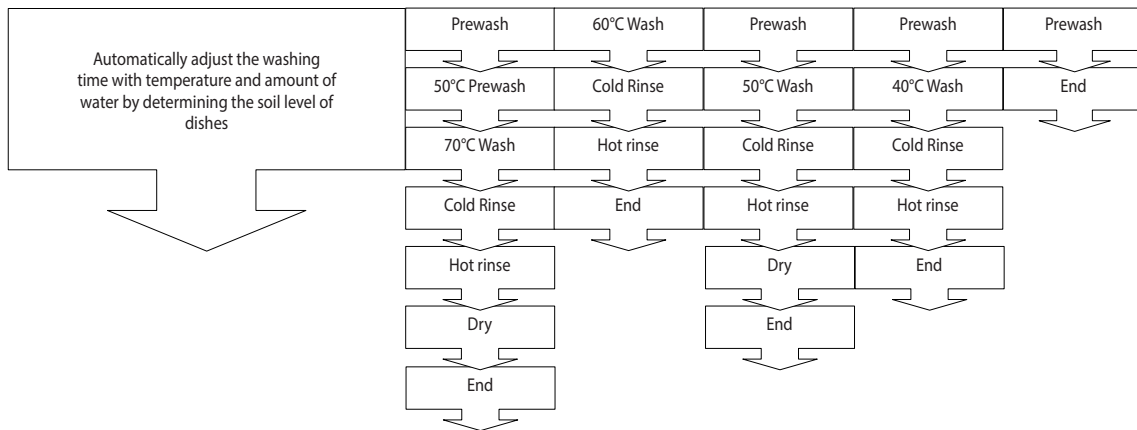 Automatically adjust the washing
time with temperature and amount of
water by determining the soil level of
dishes
Prewash
50°C Prewash
70°C Wash
Cold Rinse
Hot rinse
Dry
End
60°C Wash
Cold Rinse
Hot rinse
End
Prewash
50°C Wash
Cold Rinse
Hot rinse
Dry
End
Prewash
40°C Wash
Cold Rinse
Hot rinse
End
Prewash
End